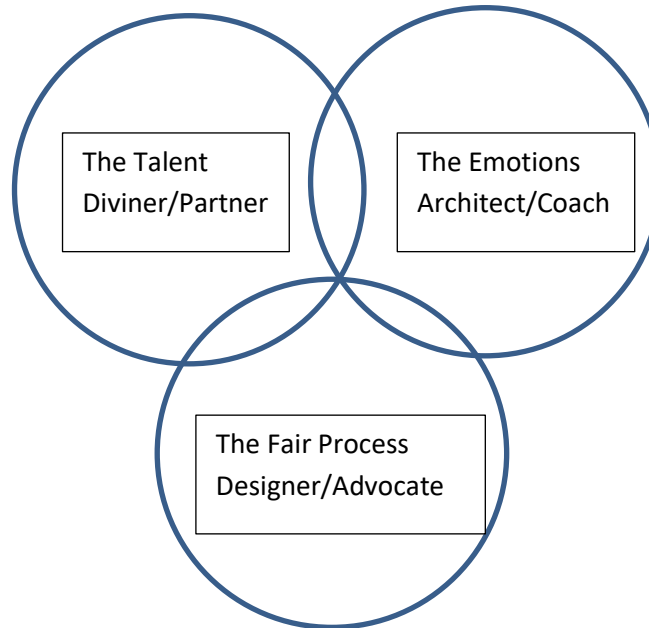 The Talent
Diviner/Partner
The Emotions
Architect/Coach
The Fair Process
Designer/Advocate